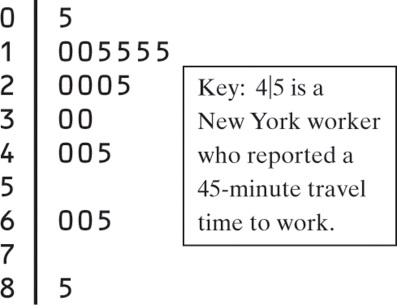 0 | 5
1 | 005555
2 | 0005
3 | 00
4 | 005
5 |
6 | 005
7 |
8 | 5
Key: 4|5 is a
New York worker
who reported a
45-minute travel
time to work.